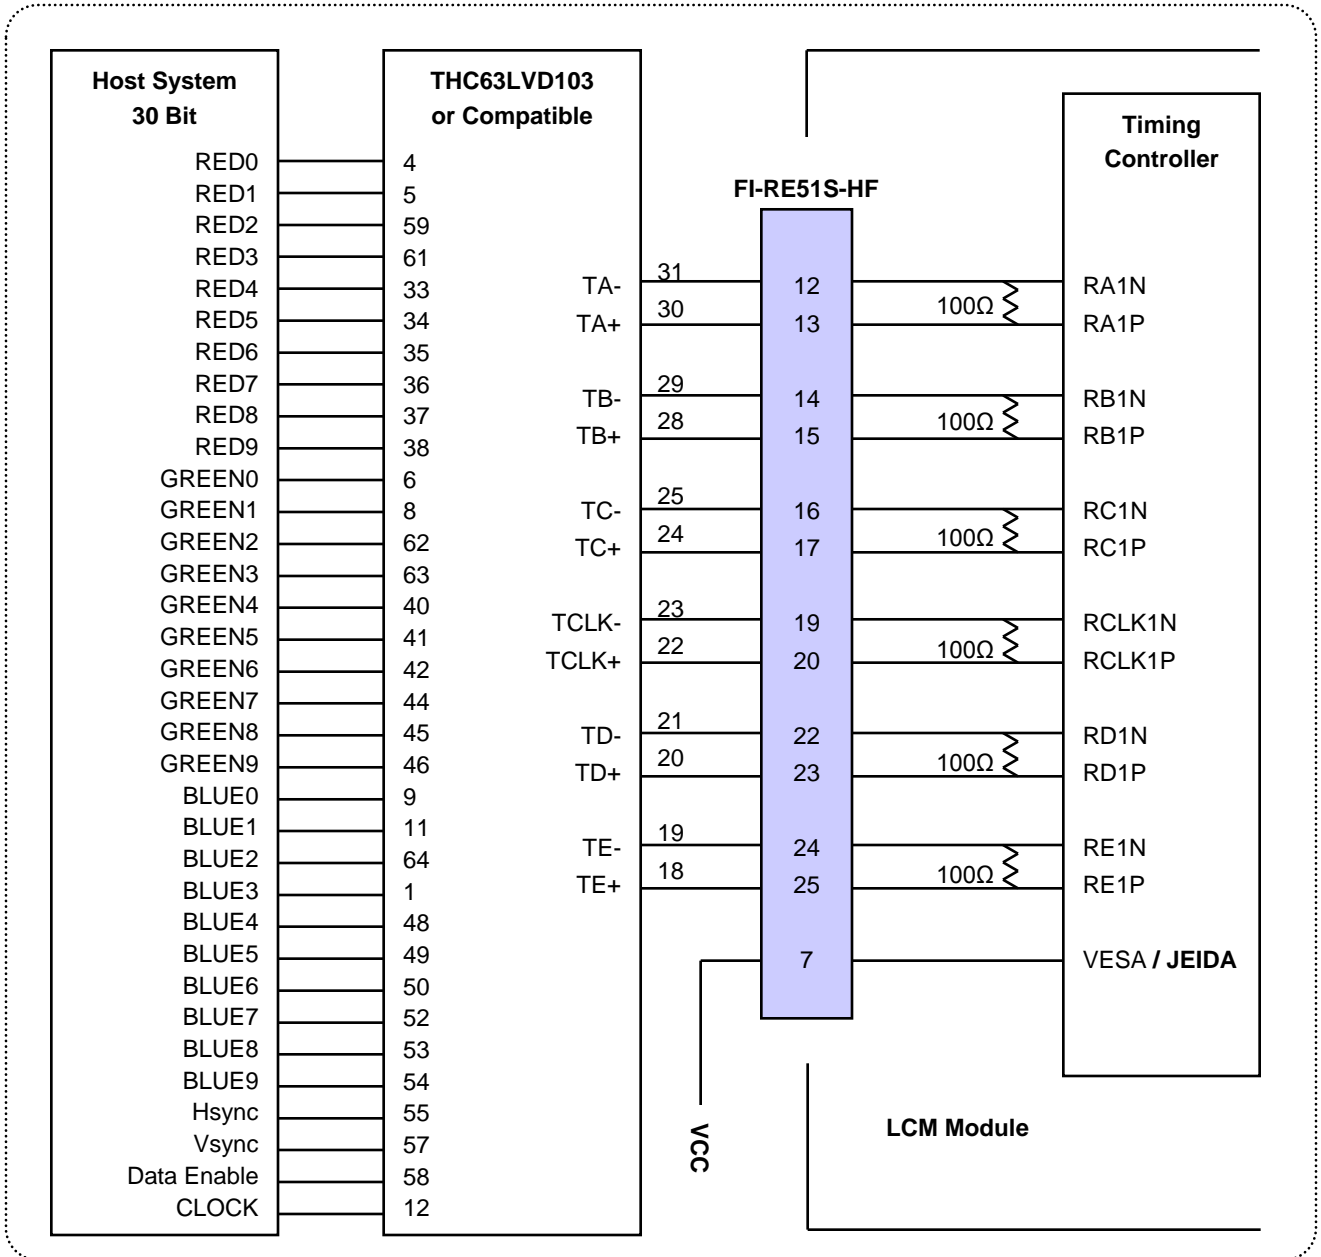 Host System
30 Bit
RED0
RED1
RED2
RED3
RED4
RED5
RED6
RED7
RED8
RED9
GREEN0
GREEN1
GREEN2
GREEN3
GREEN4
GREEN5
GREEN6
GREEN7
GREEN8
GREEN9
BLUE0
BLUE1
BLUE2
BLUE3
BLUE4
BLUE5
BLUE6
BLUE7
BLUE8
BLUE9
Hsync
Vsync
Data Enable
CLOCK
THC63LVD103
or Compatible
4
5
59
61
33
34
35
36
37
38
6
8
62
63
40
41
42
44
45
46
9
11
64
1
48
49
50
52
53
54
55
57
58
12
TA-
TA+
TB-
TB+
TC-
TC+
TCLK-
TCLK+
TD-
TD+
TE-
TE+
31
30
29
28
25
24
23
22
21
20
19
18
FI-RE51S-HF
12
13
14
15
16
17
19
20
22
23
24
25
7
VCC
100Ω
100Ω
100Ω
100Ω
100Ω
100Ω
Timing
Controller
RA1N
RA1P
RB1N
RB1P
RC1N
RC1P
RCLK1N
RCLK1P
RD1N
RD1P
RE1N
RE1P
VESA / JEIDA
LCM Module